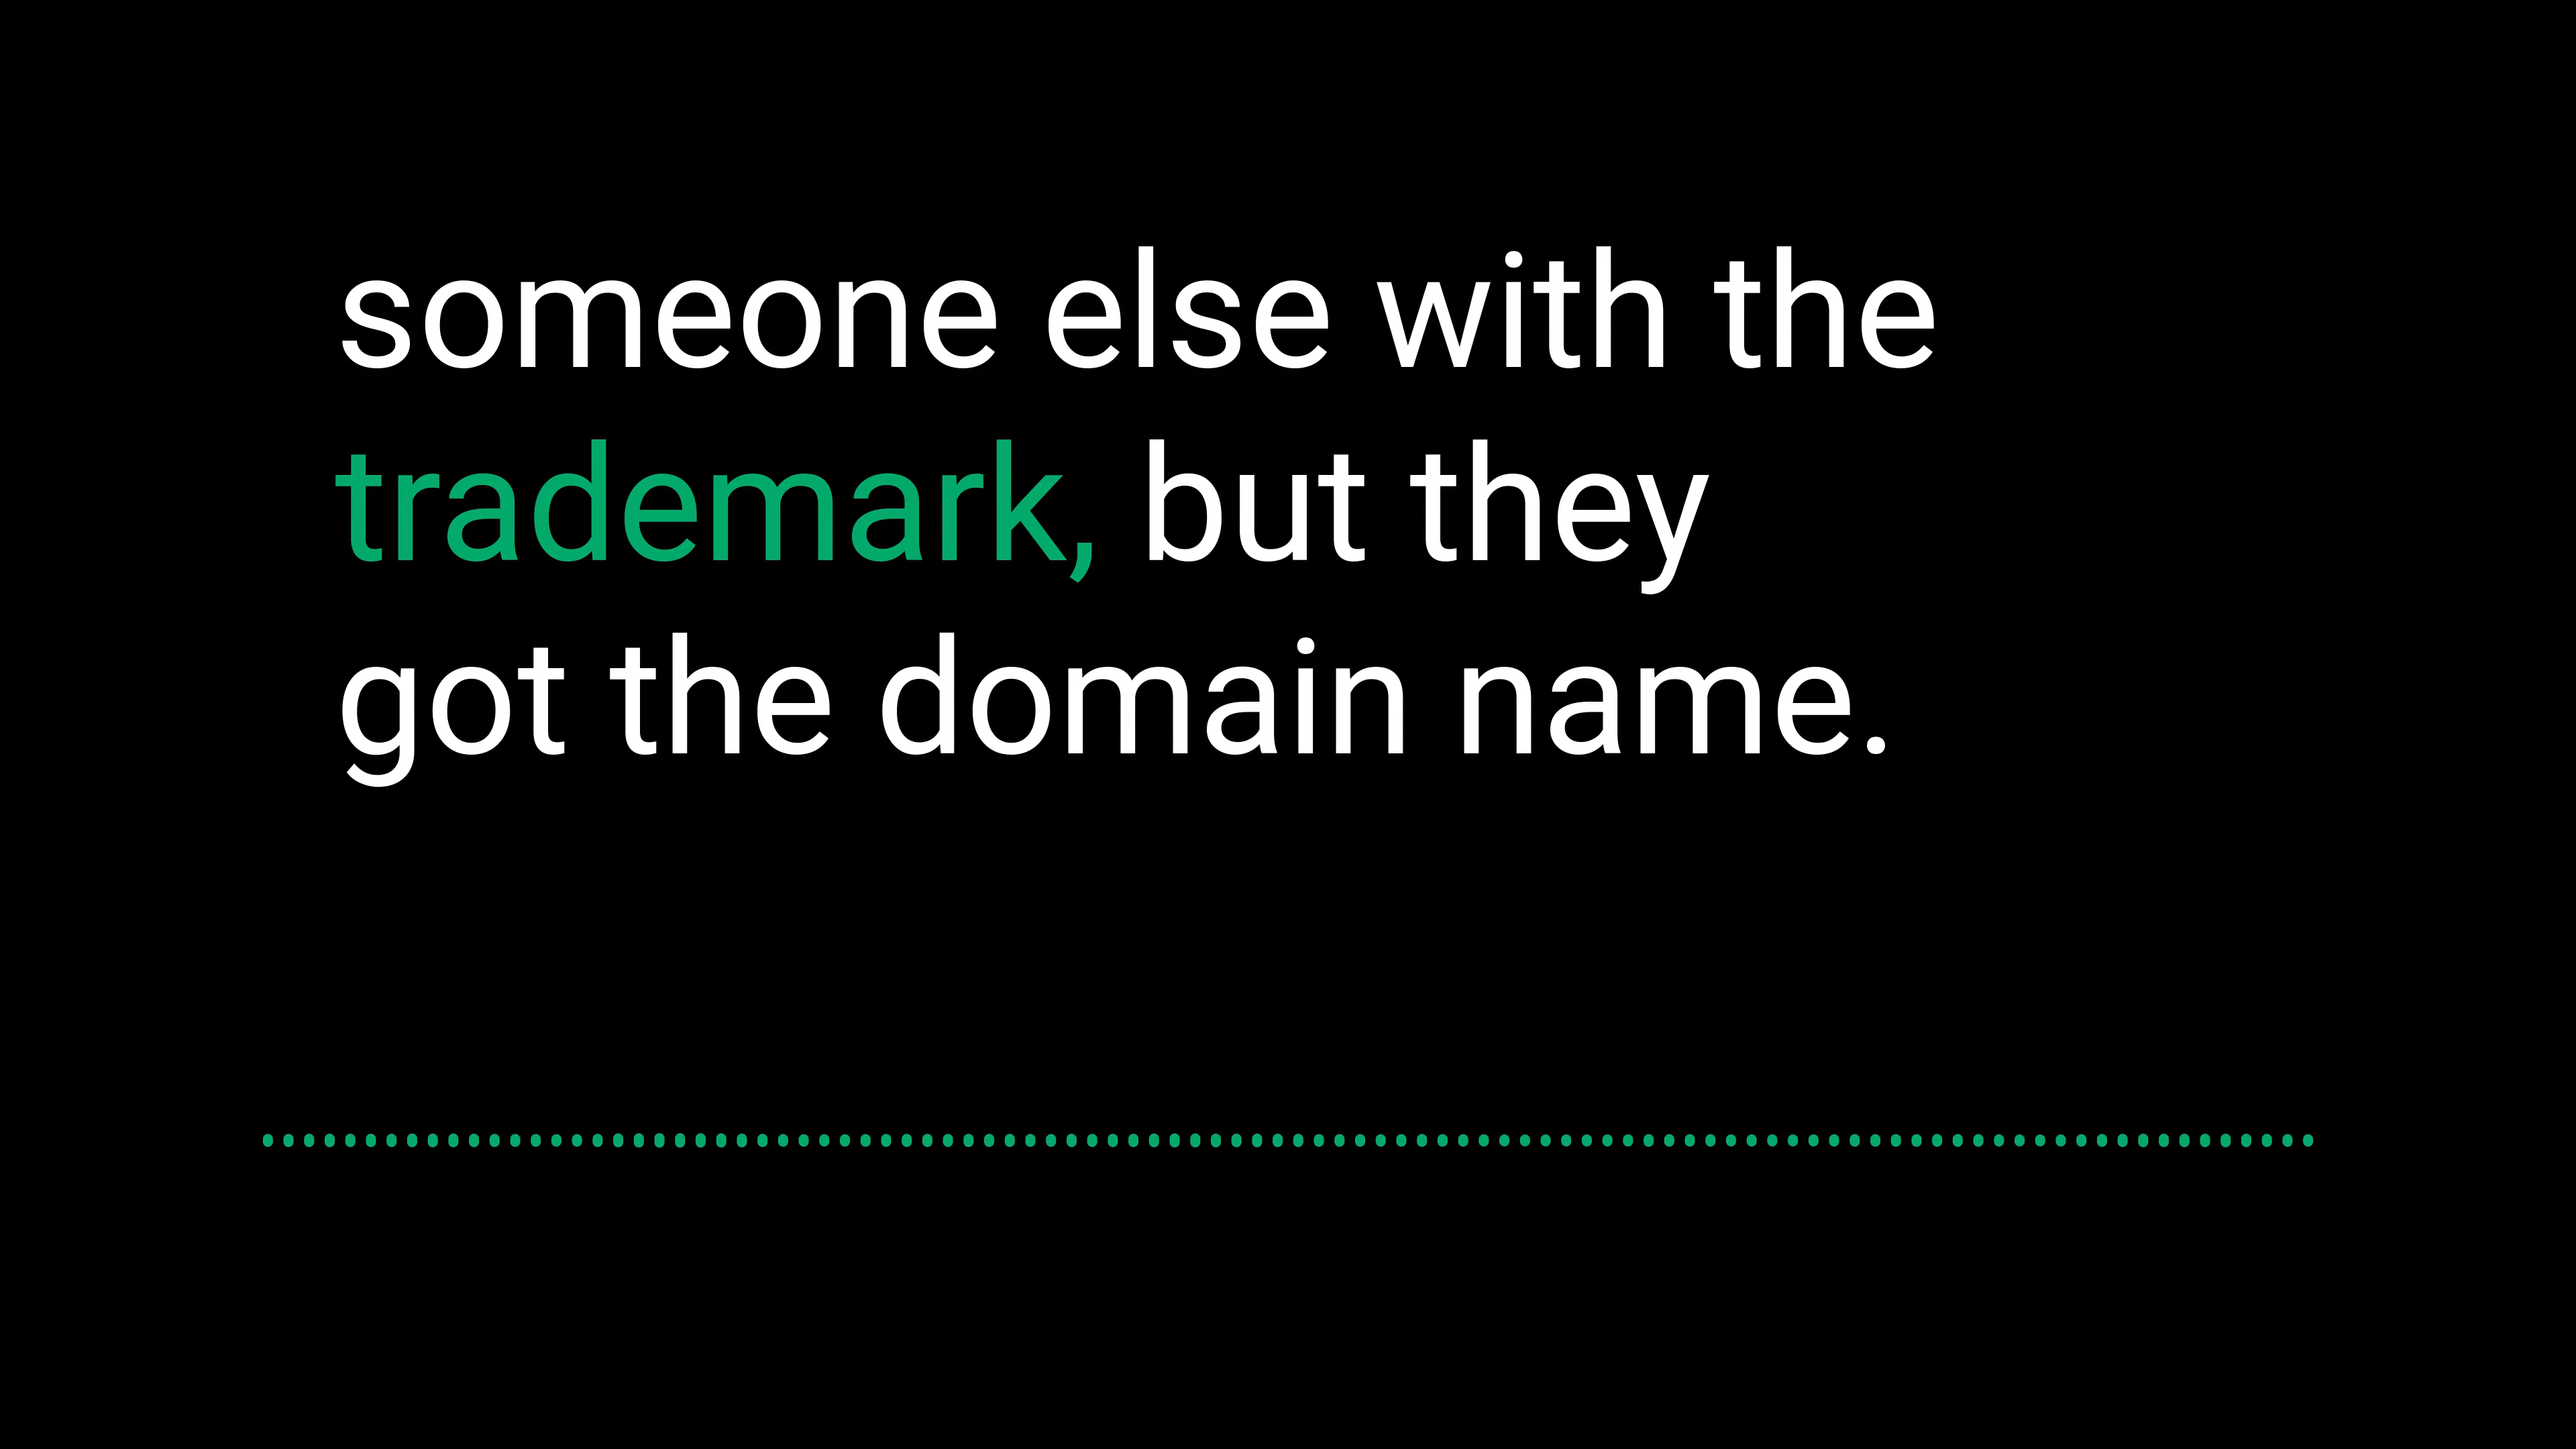 someone else with the
trademark, but they
got the domain name.